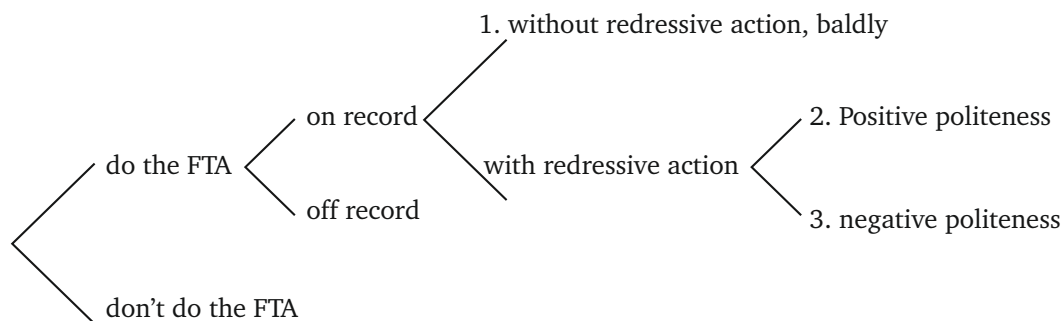 1. without redressive action, baldly
on record
2. Positive politeness
do the FTA
with redressive action
off record
3. negative politeness
don't do the FTA